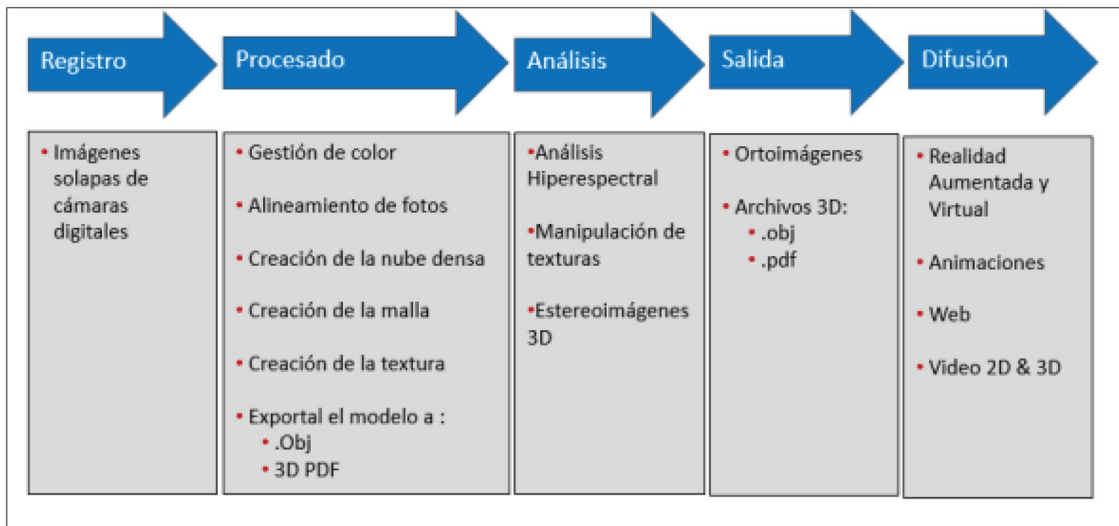 Registro
Procesado
Análisis
Salida
Difusión
• Imágenes
solapas de
cámaras
digitales
• Gestión de color
• Alineamiento de fotos
• Creación de la nube densa
• Creación de la malla
• Creación de la textura
• Exportal el modelo a :
• .Obj
• 3D PDF
•Análisis
Hiperespectral
•Manipulación de
texturas
•Estereoimágenes
3D
• Ortoimágenes
• Archivos 3D:
• .obj
• .pdf
• Realidad
Aumentada y
Virtual
• Animaciones
• Web
• Video 2D & 3D